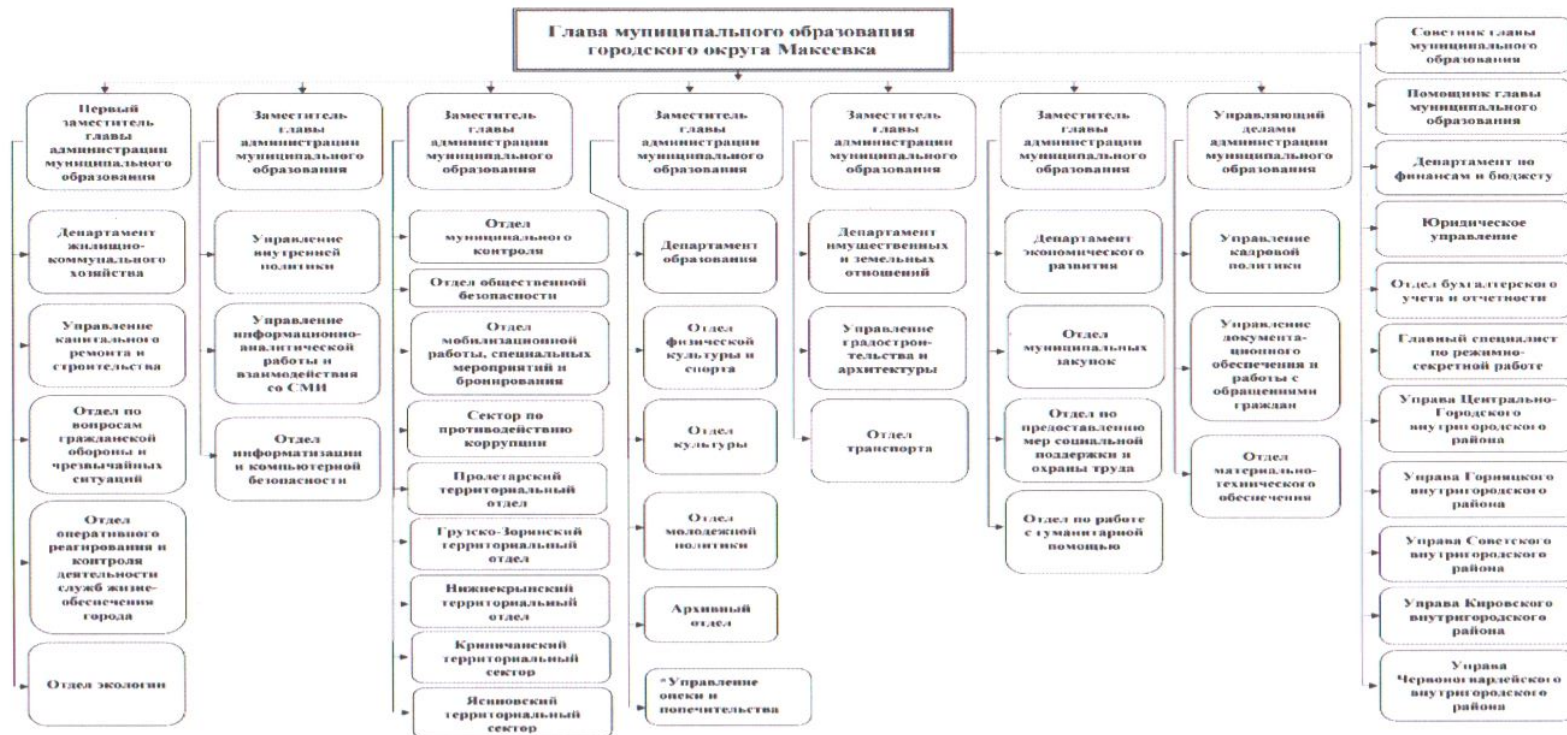 Глава муниципального образования
городского округа Макеевка
Первый
заместитель
главы
администрации
муниципального
образования
Департамент
жилищно-
коммунального
хозяйства
Управление
капитального
ремонта и
строительства
Отдел по
вопросам
гражданской
обороны и
чрезвычайных
ситуаций
Отдел
оперативного
реагирования и
контроля
деятельности
служб жизне-
обеспечения
города
Отдел экологии
Заместитель
главы
администрации
муниципального
образования
Управление
внутренней
политики
Управление
информационно-
аналитической
работы и
взаимодействия
со СМИ
Отдел
информатизации
и компьютерной
безопасности
Заместитель
главы
администрации
муниципального
образования
Отдел
муниципального
контроля
Отдел общественной
безопасности
Отдел
мобилизационной
работы, специальных
мероприятий и
бронирования
Сектор по
противодействию
коррупции
Пролетарский
территориальный
отдел
Грузско-Зорянский
территориальный
отдел
Нижнекрынский
территориальный
отдел
Криничанский
территориальный
сектор
Ясиновский
территориальный
сектор
Заместитель
главы
администрации
муниципального
образования
Департамент
образования
Отдел
физической
культуры и
спорта
Отдел
культуры
Отдел
молодежной
политики
Архивный
отдел
*Управление
опеки и
попечительства
Заместитель
главы
администрации
муниципального
образования
Департамент
имущественных
и земельных
отношений
Управление
градострои-
тельства и
архитектуры
Отдел
транспорта
Заместитель
главы
администрации
муниципального
образования
Департамент
экономического
развития
Отдел
муниципальных
закупок
Отдел по
предоставлению
мер социальной
поддержки и
охраны труда
Отдел по работе
с гуманитарной
помощью
Управляющий
делами
администрации
муниципального
образования
Управление
кадровой
политики
Управление
документа-
ционного
обеспечения и
работы с
обращениями
граждан
Отдел
материально-
технического
обеспечения
Советник главы
муниципального
образования
Помощник главы
муниципального
образования
Департамент по
финансам и бюджету
Юридическое
управление
Отдел бухгалтерского
учета и отчетности
Главный специалист
по режимно-
секретной работе
Управа Центрально-
Городского
внутригородского
района
Управа Горняцкого
внутригородского
района
Управа Советского
внутригородского
района
Управа Кировского
внутригородского
района
Управа
Червоногвардейского
внутригородского
района